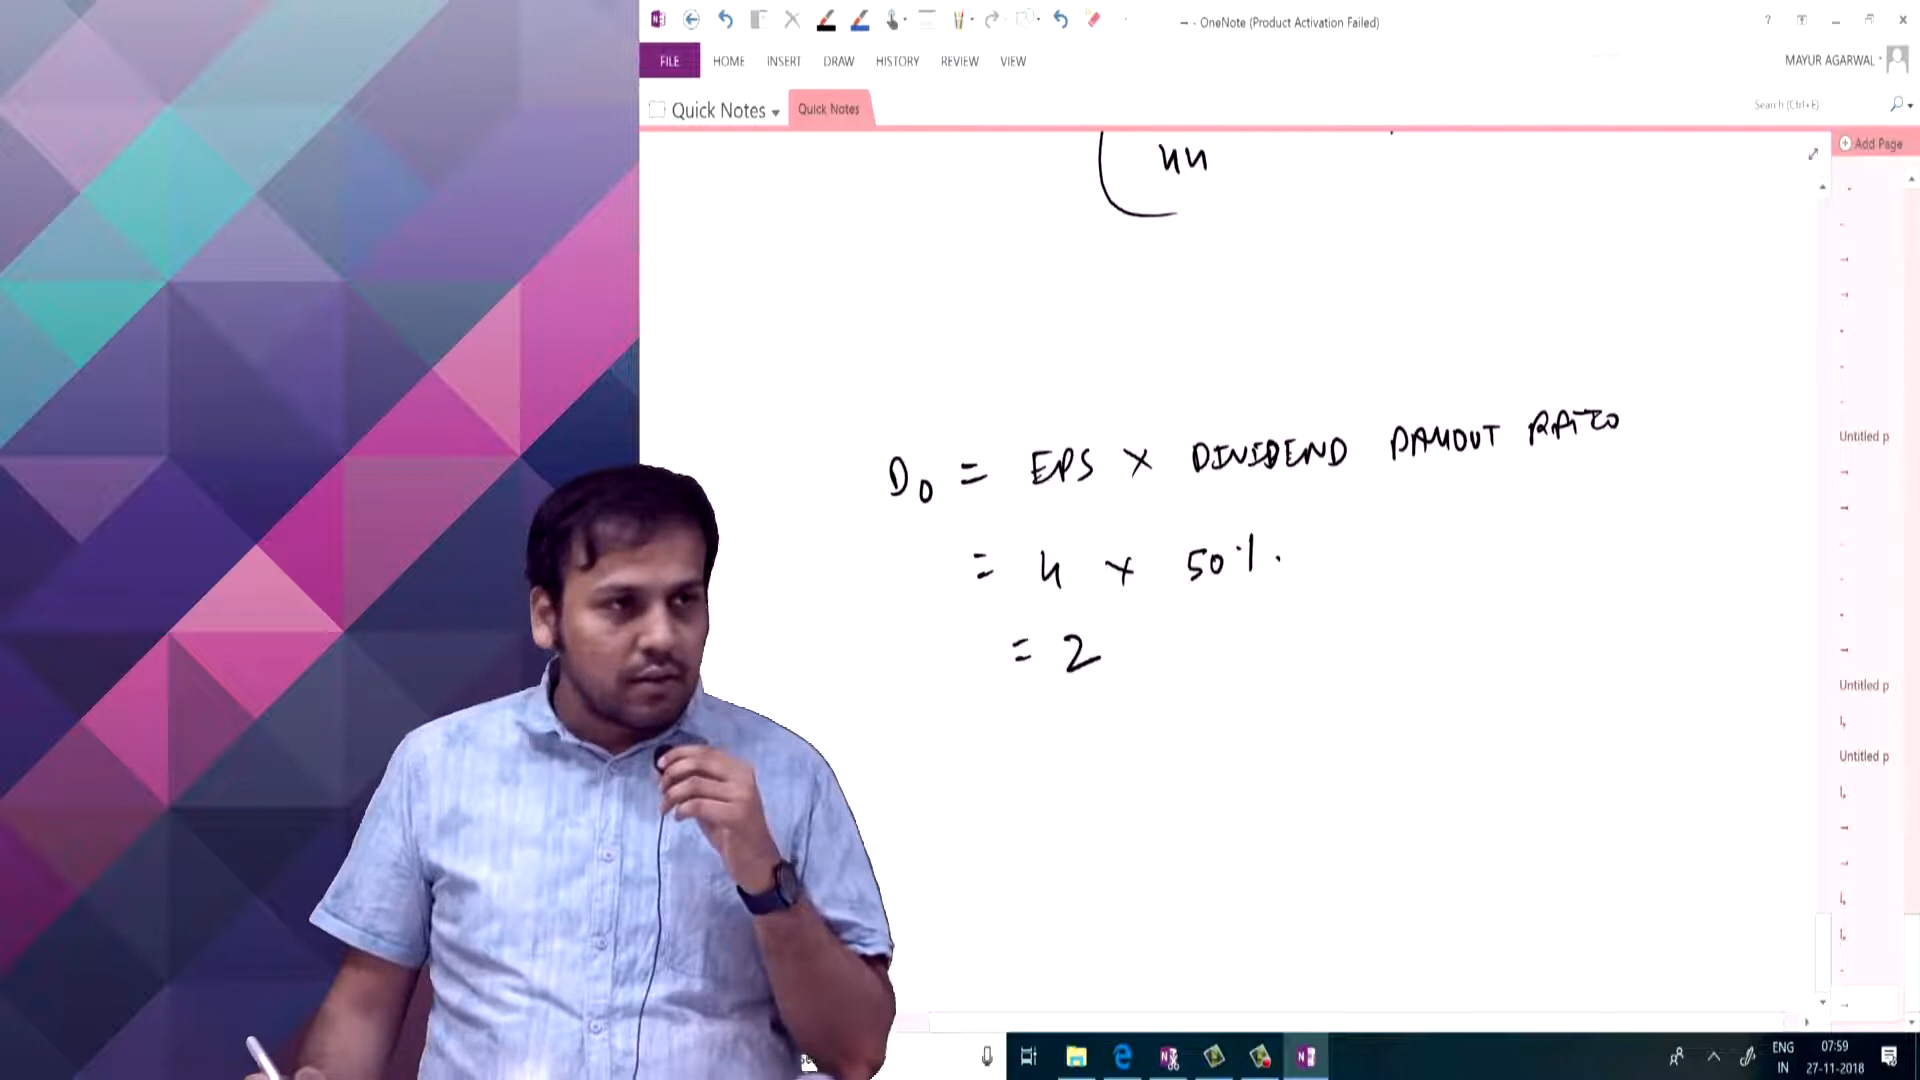 - OneNote (Product Activation Failed)
?
FILE HOME INSERT DRAW HISTORY REVIEW VIEW
MAYUR AGARWAL
Quick Notes
Quick Notes
Search (Ctrl+E)
Add Page
44
D0 = EPS × DIVIDEND PAYOUT RATIO
= 4 × 50%.
= 2
Untitled p
Untitled p
Untitled p
ENG
IN
07:59
27-11-2018